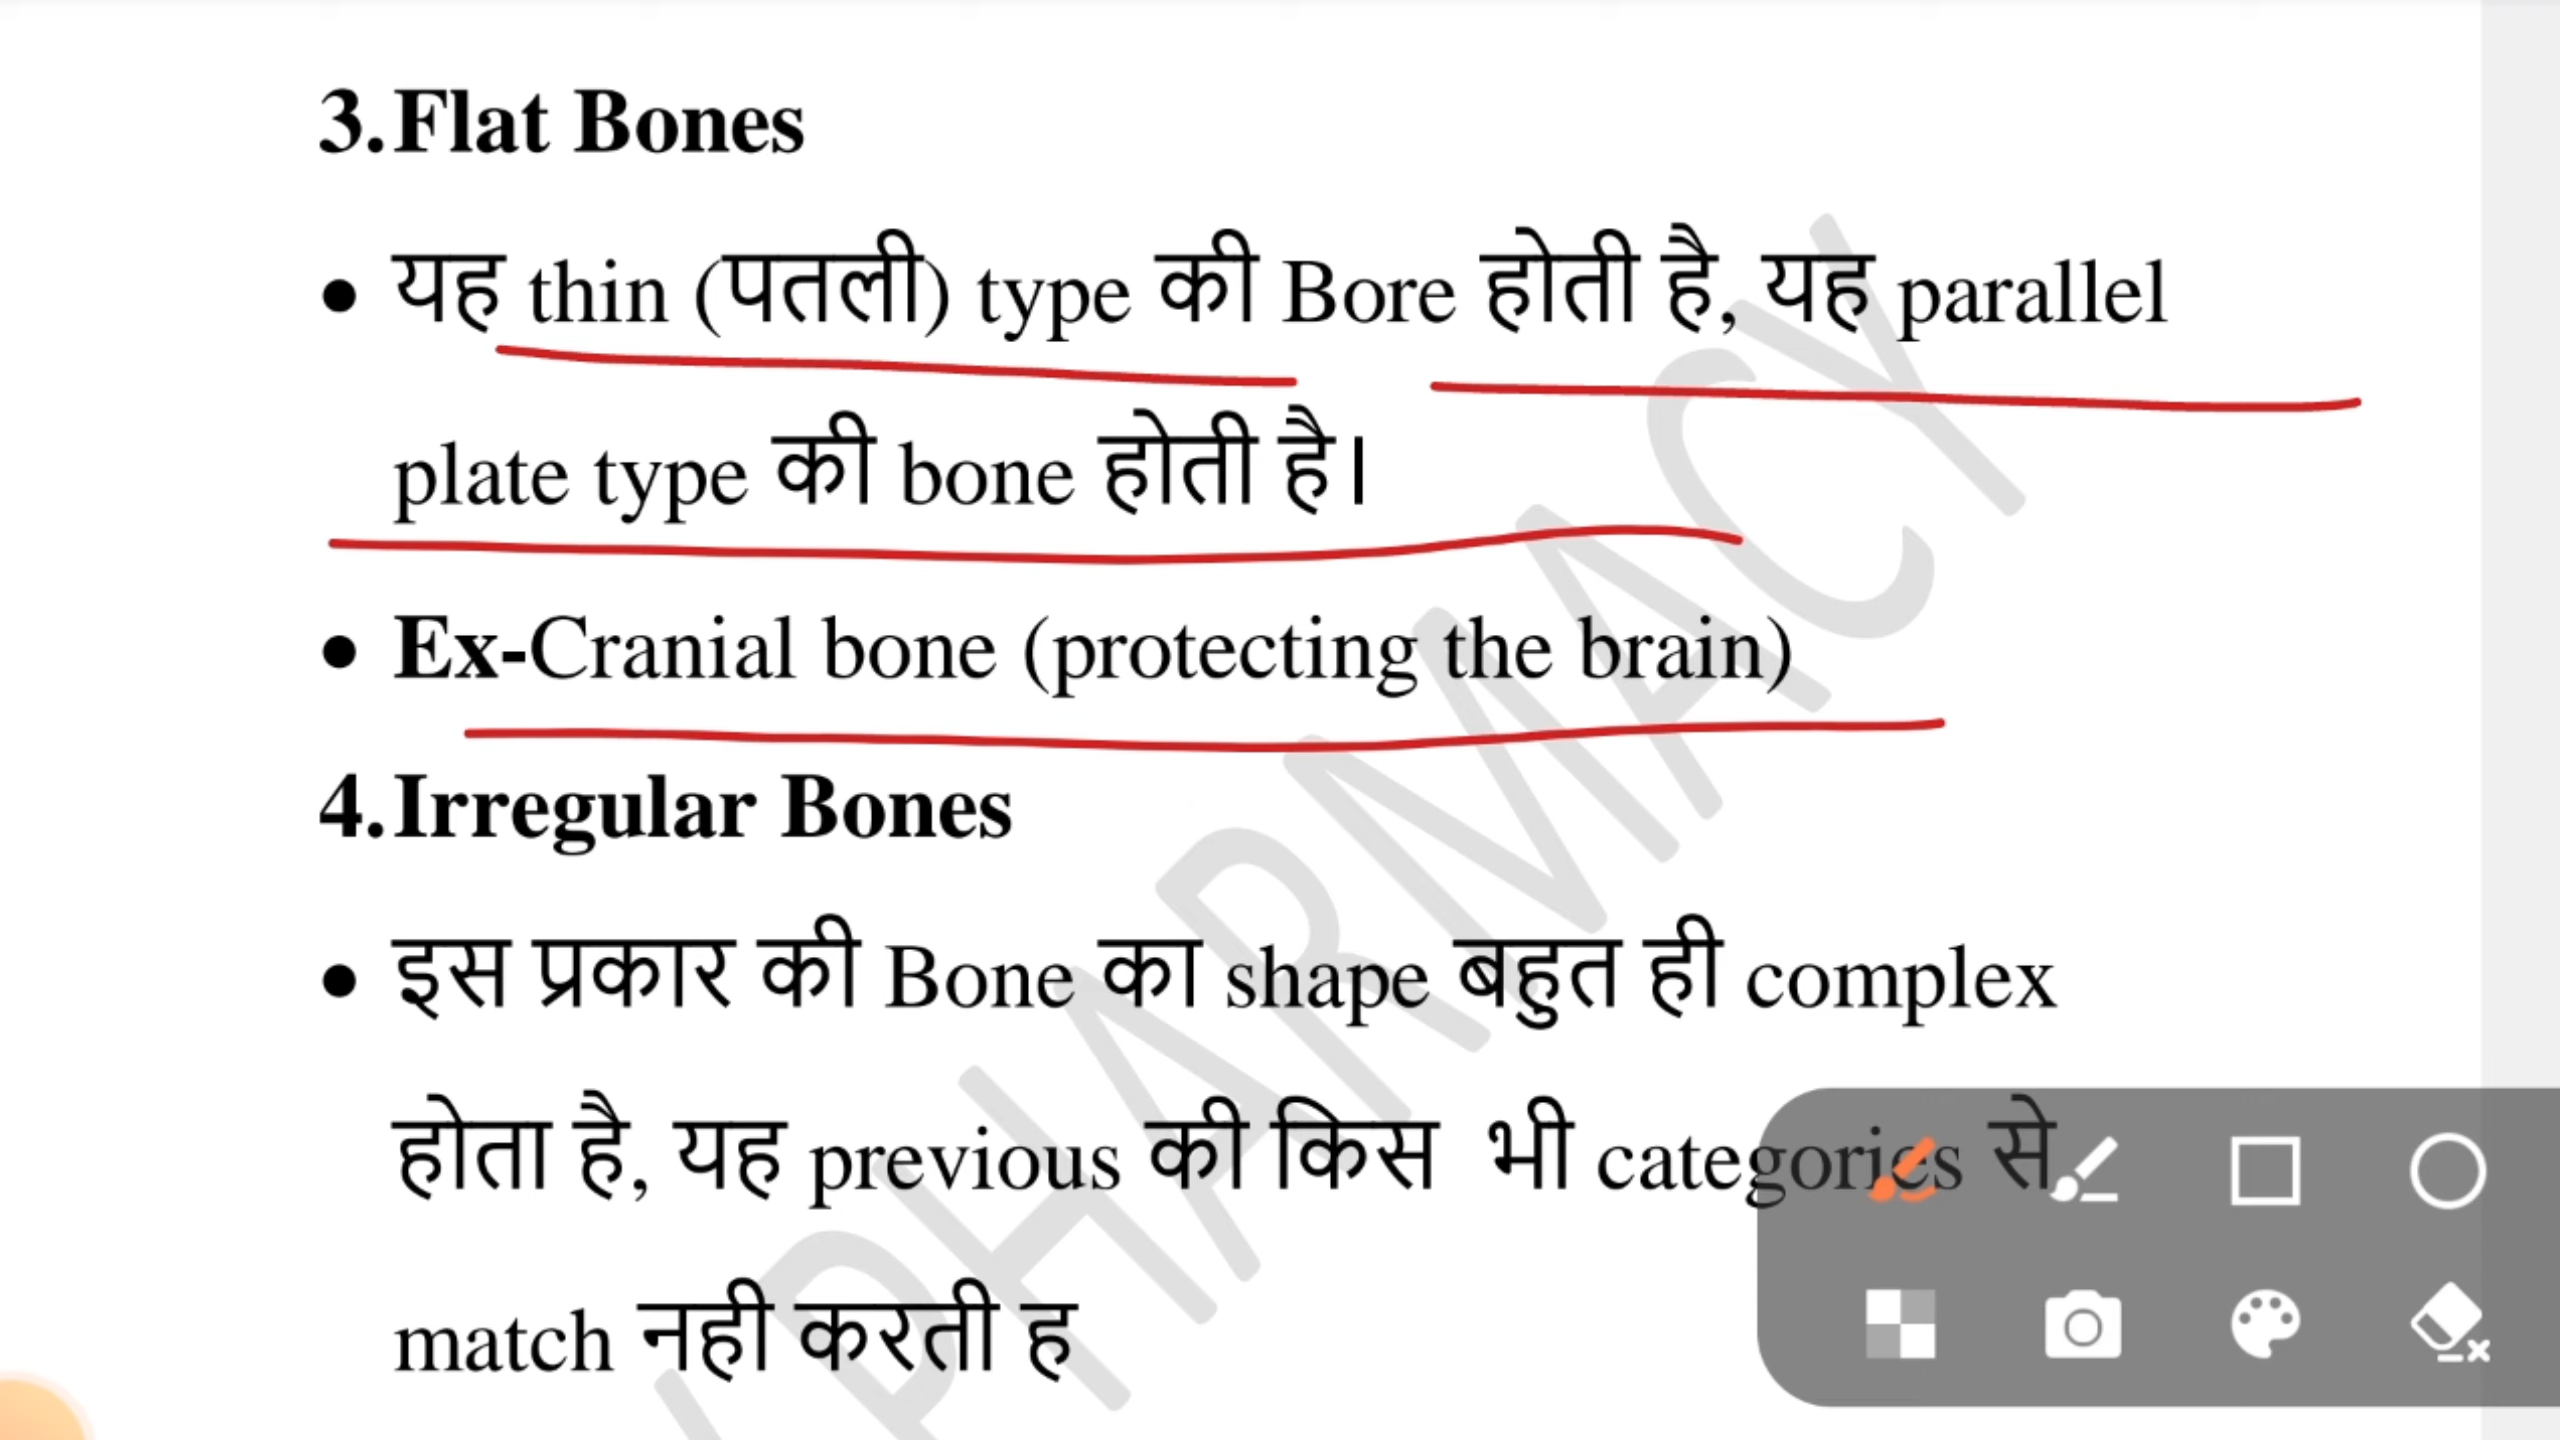 3. Flat Bones
• यह thin (पतली) type की Bore होती है, यह parallel
plate type की bone होती है।
• Ex-Cranial bone (protecting the brain)
4. Irregular Bones
• इस प्रकार की Bone का shape बहुत ही complex
होता है, यह previous की किस भी categories से
match नही करती ह
PHARMACY